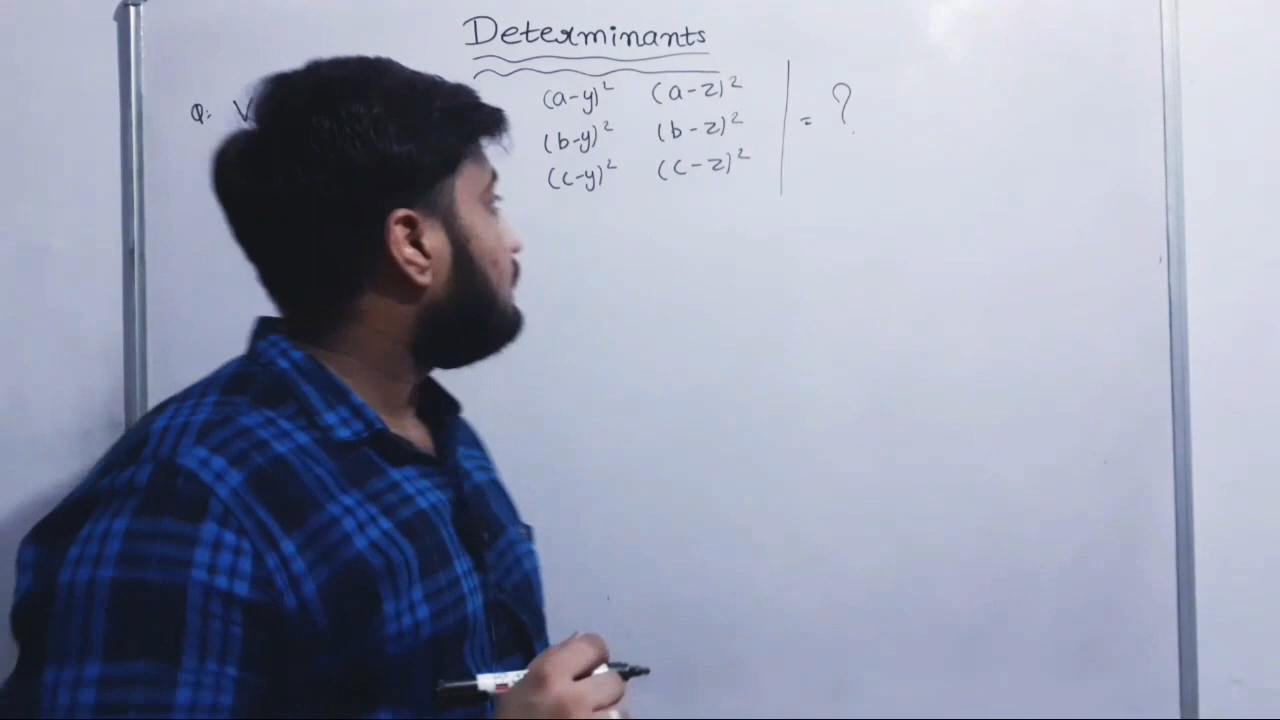 Determinants
Q: V (a-y)² (a-z)² = ?
(b-y)² (b-z)²
(c-y)² (c-z)²